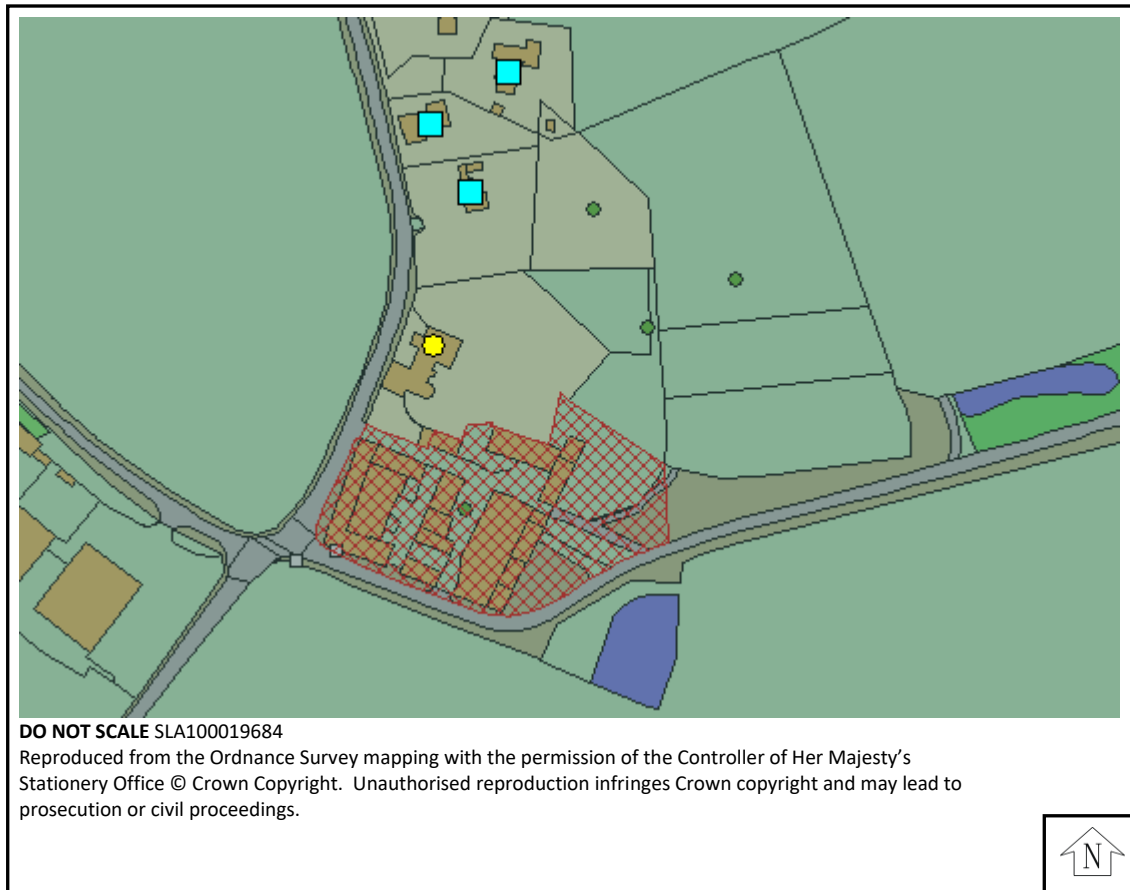 DO NOT SCALE SLA100019684
Reproduced from the Ordnance Survey mapping with the permission of the Controller of Her Majesty’s
Stationery Office © Crown Copyright.  Unauthorised reproduction infringes Crown copyright and may lead to
prosecution or civil proceedings.
N